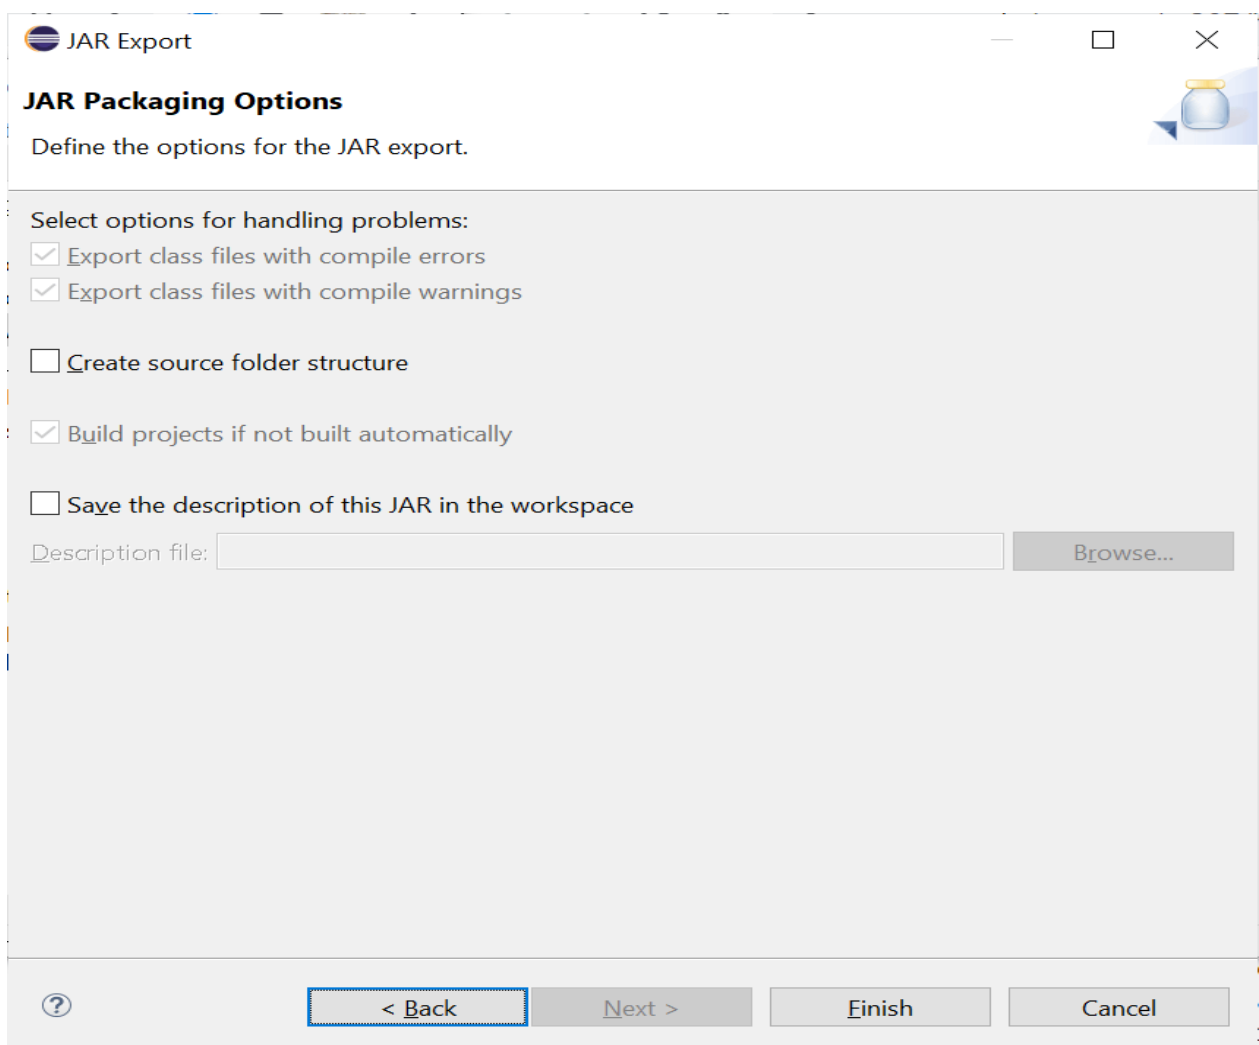 JAR Export
JAR Packaging Options
Define the options for the JAR export.
Select options for handling problems:
Export class files with compile errors
Export class files with compile warnings
Create source folder structure
Build projects if not built automatically
Save the description of this JAR in the workspace
Description file: Browse...
? < Back Next > Finish Cancel